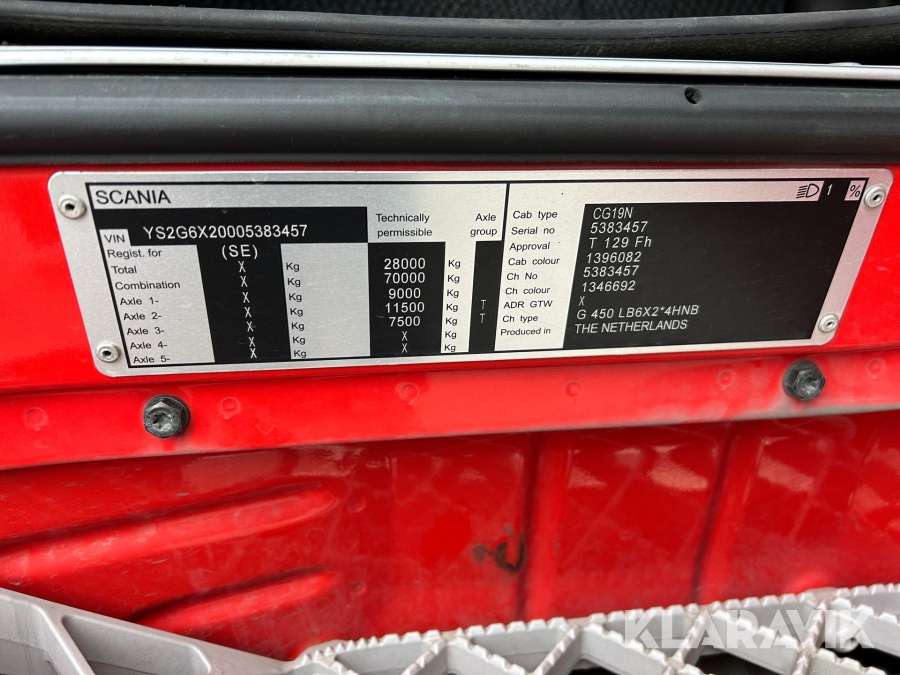 SCANIA
VIN YS2G6X20005383457
Technically permissible
Axle group
Regist. for (SE)
Total X Kg 28000 Kg
Combination X Kg 70000 Kg
Axle 1- X Kg 9000 Kg
Axle 2- X Kg 11500 Kg T
Axle 3- X Kg 7500 Kg T
Axle 4- X Kg X Kg
Axle 5- X Kg X Kg
1 %
Cab type CG19N
Serial no 5383457
Approval T 129 Fh
Cab colour 1396082
Ch No 5383457
Ch colour 1346692
ADR GTW X
Ch type G 450 LB6X2*4HNB
Produced in THE NETHERLANDS
KLARAVIK